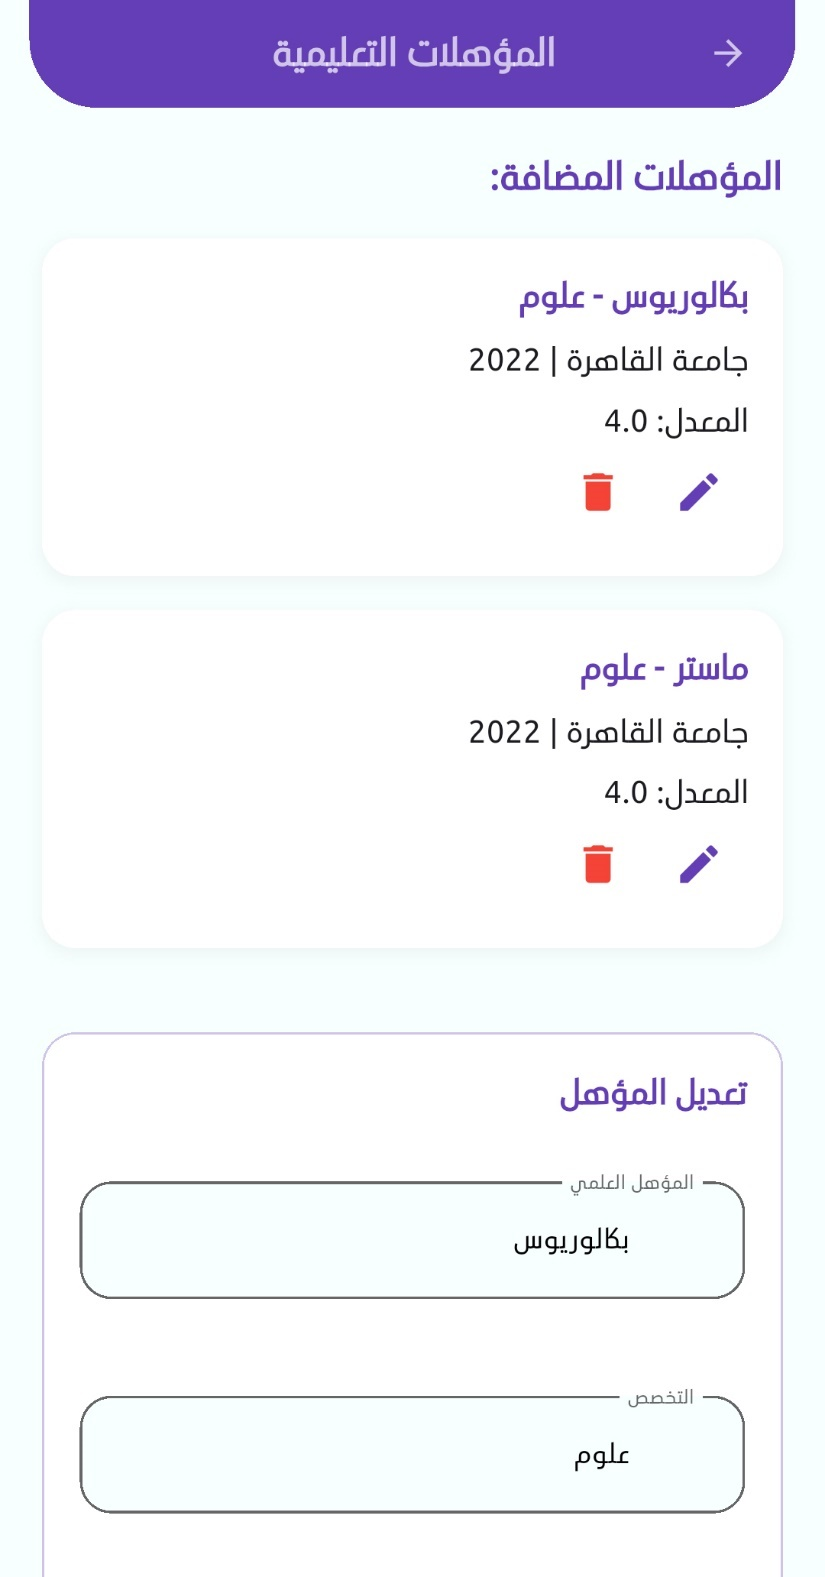 المؤهلات التعليمية
المؤهلات المضافة:
بكالوريوس - علوم
جامعة القاهرة | 2022
المعدل: 4.0
ماستر - علوم
جامعة القاهرة | 2022
المعدل: 4.0
تعديل المؤهل
المؤهل العلمي
بكالوريوس
التخصص
علوم